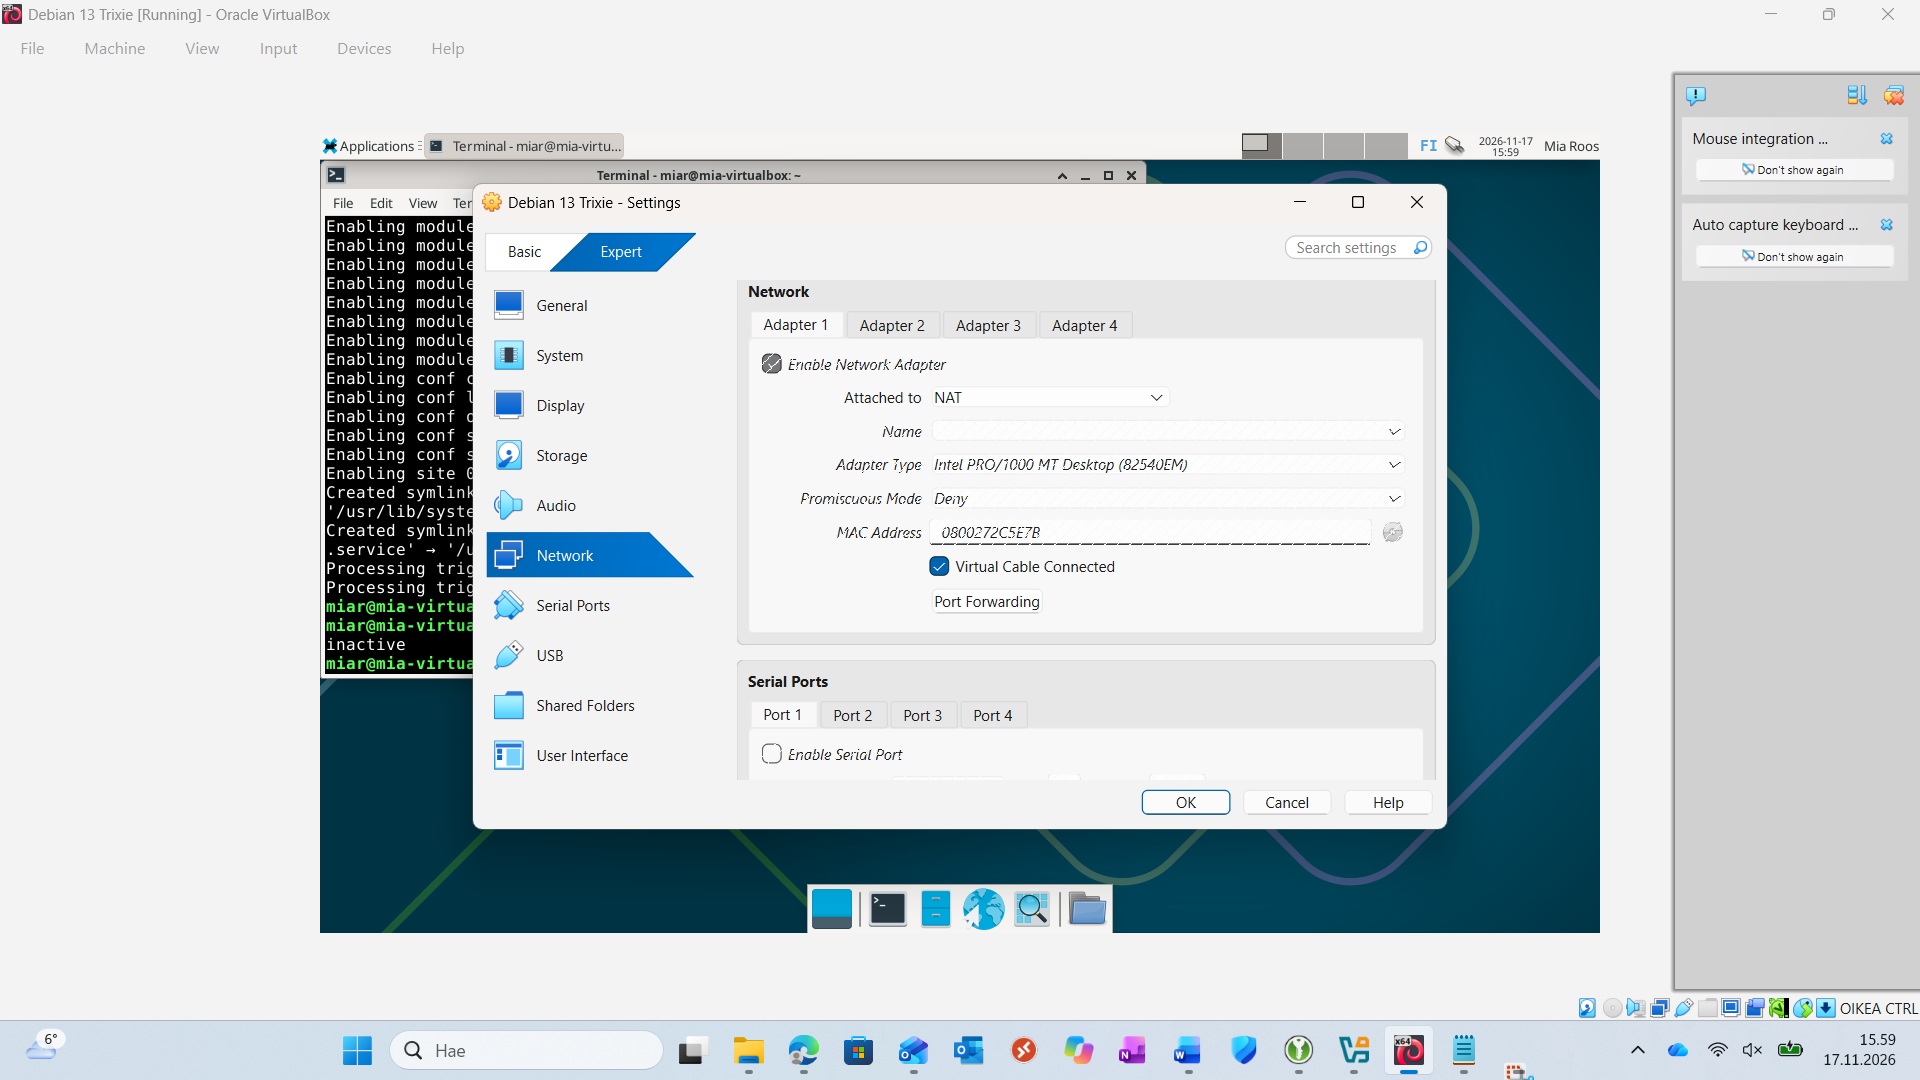 Debian 13 Trixie [Running] - Oracle VirtualBox
File Machine View Input Devices Help
Mouse integration ...
Don't show again
Auto capture keyboard ...
Don't show again
Applications Terminal - miar@mia-virtu... FI 2026-11-17 15:59 Mia Roos
Terminal - miar@mia-virtualbox: ~
File Edit View Ter
Enabling module
Enabling module
Enabling module
Enabling module
Enabling module
Enabling module
Enabling module
Enabling module
Enabling conf c
Enabling conf l
Enabling conf o
Enabling conf s
Enabling conf s
Enabling site 0
Created symlink
'/usr/lib/syste
Created symlink
.service' → '/u
Processing trig
Processing trig
miar@mia-virtua
miar@mia-virtua
inactive
miar@mia-virtua
Debian 13 Trixie - Settings
Basic Expert Search settings
General
System
Display
Storage
Audio
Network
Serial Ports
USB
Shared Folders
User Interface
Network
Adapter 1 Adapter 2 Adapter 3 Adapter 4
Enable Network Adapter
Attached to NAT
Name
Adapter Type Intel PRO/1000 MT Desktop (82540EM)
Promiscuous Mode Deny
MAC Address 0800272C5E7B
Virtual Cable Connected
Port Forwarding
Serial Ports
Port 1 Port 2 Port 3 Port 4
Enable Serial Port
OK Cancel Help
OIKEA CTRL
6°
Hae
15.59
17.11.2026